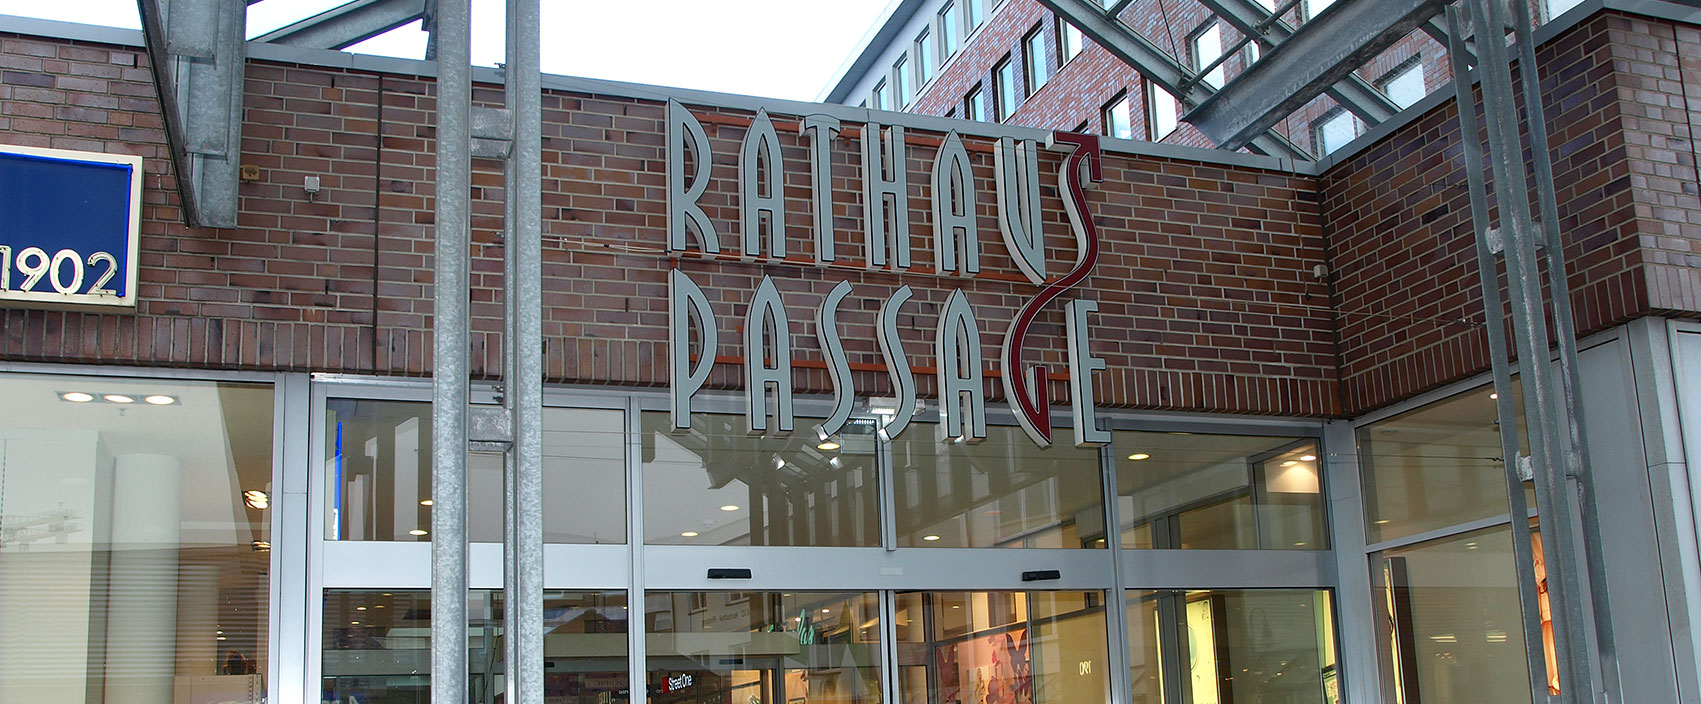 RATHAUS
PASSAGE
1902
Street One